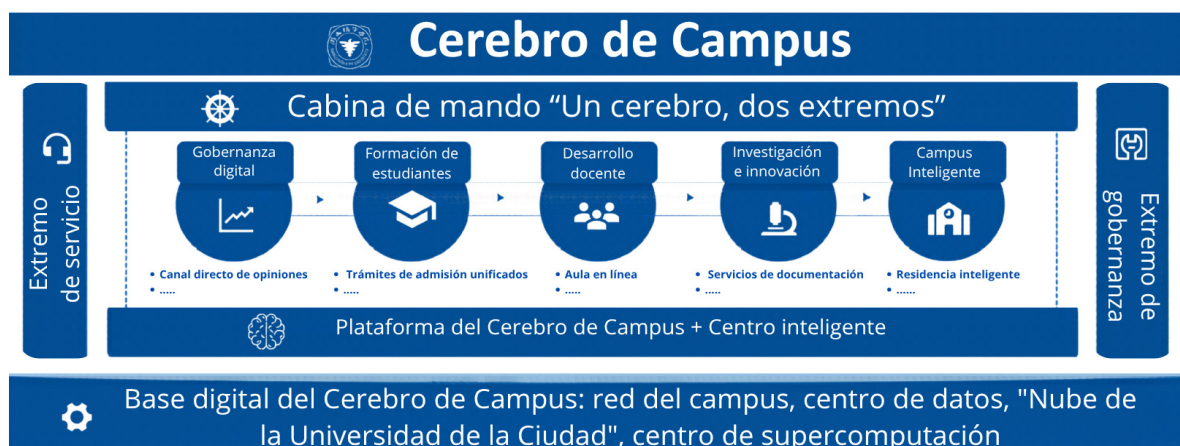 Cerebro de Campus
Cabina de mando “Un cerebro, dos extremos”
Extremo
de servicio
Gobernanza
digital
Formación de
estudiantes
Desarrollo
docente
Investigación
e innovación
Campus
Inteligente
• Canal directo de opiniones
• .....
• Trámites de admisión unificados
• .....
• Aula en línea
• .....
• Servicios de documentación
• .....
• Residencia inteligente
• ......
Extremo de
gobernanza
Plataforma del Cerebro de Campus + Centro inteligente
Base digital del Cerebro de Campus: red del campus, centro de datos, "Nube de
la Universidad de la Ciudad", centro de supercomputación